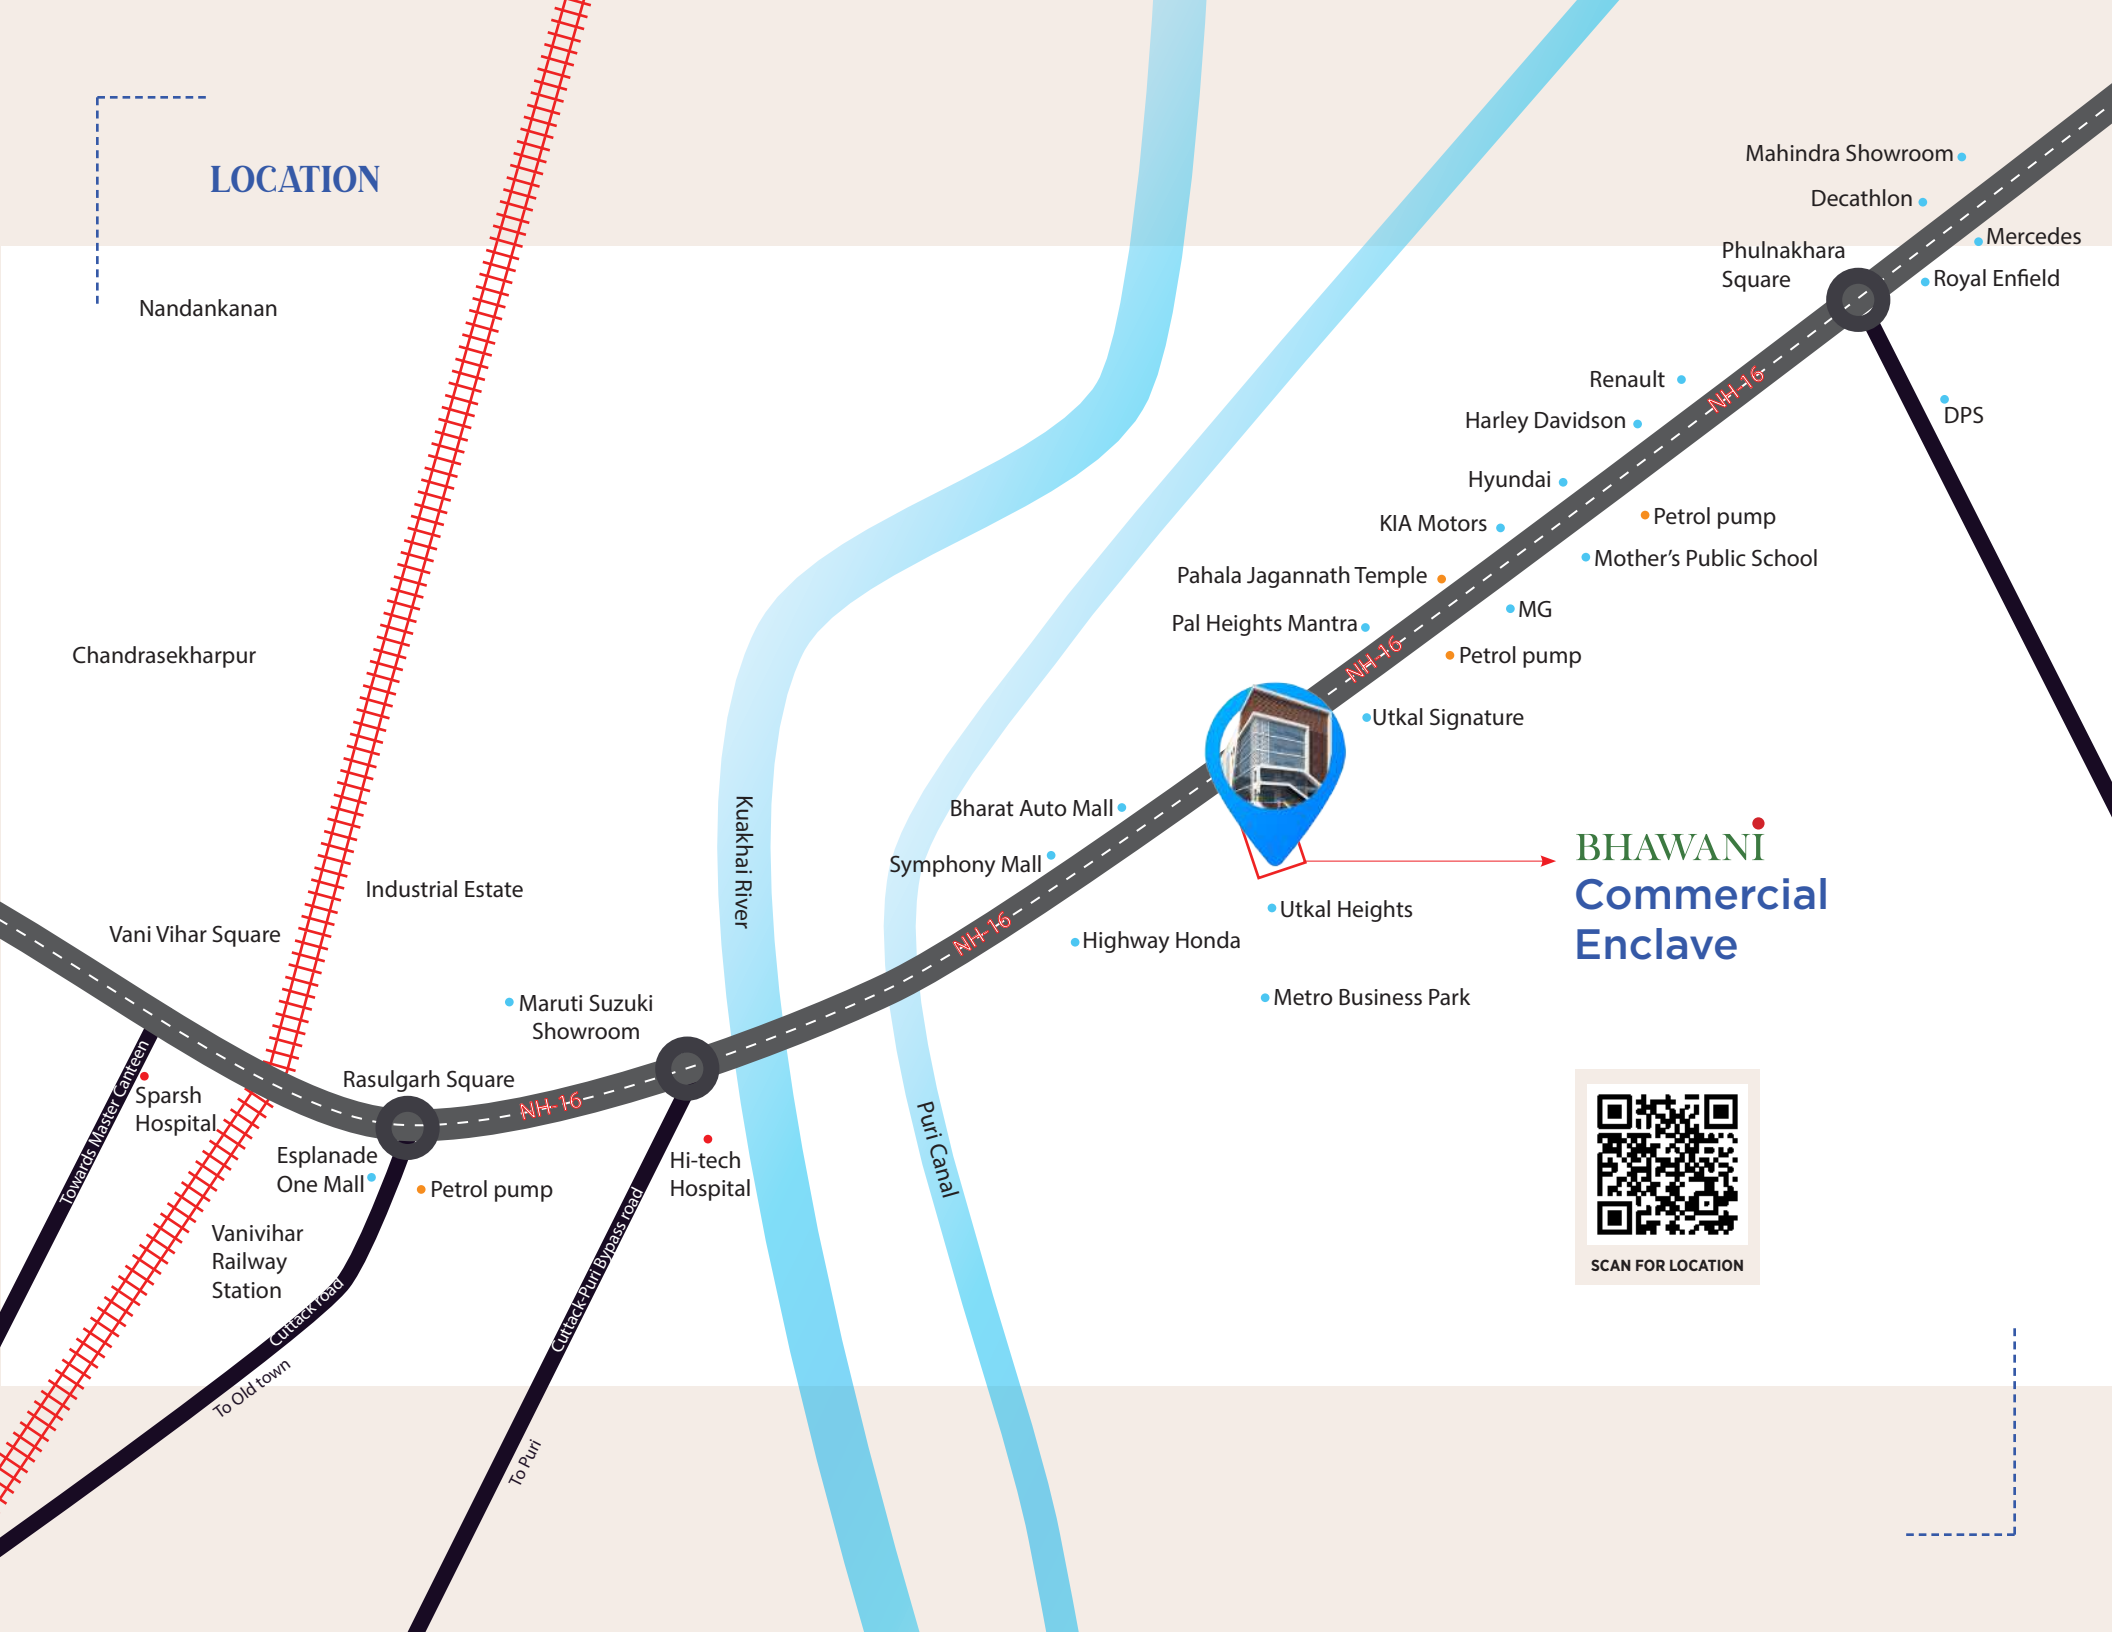 LOCATION
Nandankanan
Chandrasekharpur
Industrial Estate
Vani Vihar Square
Maruti Suzuki
Showroom
Rasulgarh Square
NH-16
Towards Master Canteen
Sparsh
Hospital
Esplanade
One Mall
Petrol pump
Vanivihar
Railway
Station
Cuttack road
To Old town
Hi-tech
Hospital
Cuttack-Puri Bypass road
To Puri
Kuakhai River
Puri Canal
NH-16
Symphony Mall
Bharat Auto Mall
Highway Honda
Utkal Heights
Metro Business Park
Utkal Signature
NH-16
Pal Heights Mantra
Petrol pump
Pahala Jagannath Temple
MG
KIA Motors
Mother's Public School
Hyundai
Petrol pump
Harley Davidson
Renault
NH-16
Phulnakhara
Square
DPS
Royal Enfield
Mercedes
Decathlon
Mahindra Showroom
BHAWANI
Commercial
Enclave
SCAN FOR LOCATION